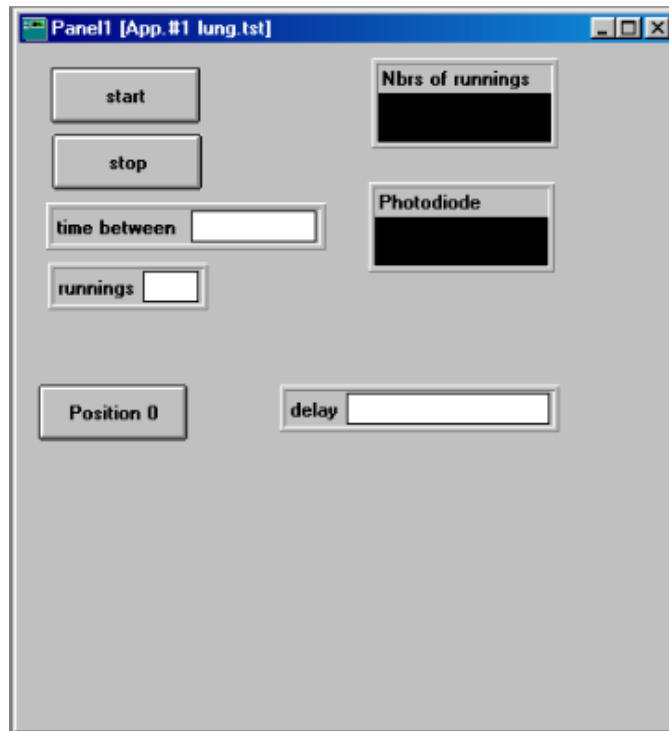 Panel1 [App.#1 lung.tst]
start
Nbrs of runnings
stop
Photodiode
time between
runnings
Position 0
delay